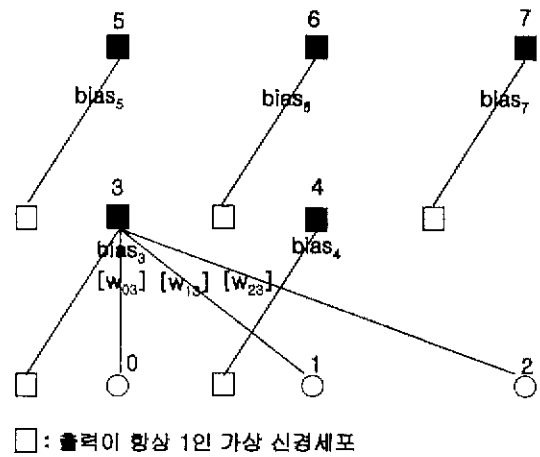 5 6 7
bias₅ bias₆ bias₇
3 4
bias₃ bias₄
[w₀₃] [w₁₃] [w₂₃]
0 1 2
□ : 출력이 항상 1인 가상 신경세포